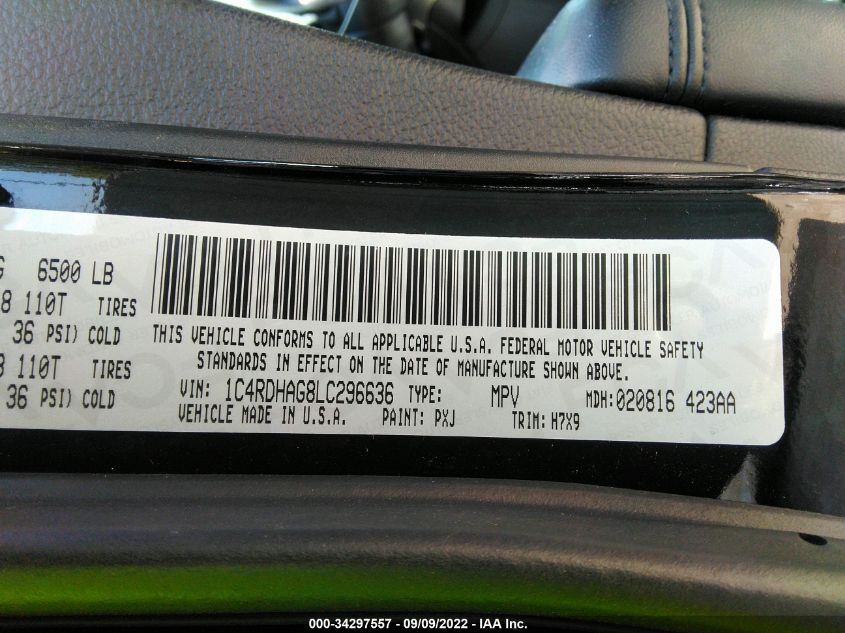 6500 LB
8 110T TIRES
36 PSI) COLD
110T TIRES
36 PSI) COLD
THIS VEHICLE CONFORMS TO ALL APPLICABLE U.S.A. FEDERAL MOTOR VEHICLE SAFETY
STANDARDS IN EFFECT ON THE DATE OF MANUFACTURE SHOWN ABOVE.
VIN: 1C4RDHAG8LC296636 TYPE: MPV MDH:020816 423AA
VEHICLE MADE IN U.S.A. PAINT: PXJ TRIM: H7X9
000-34297557 - 09/09/2022 - IAA Inc.